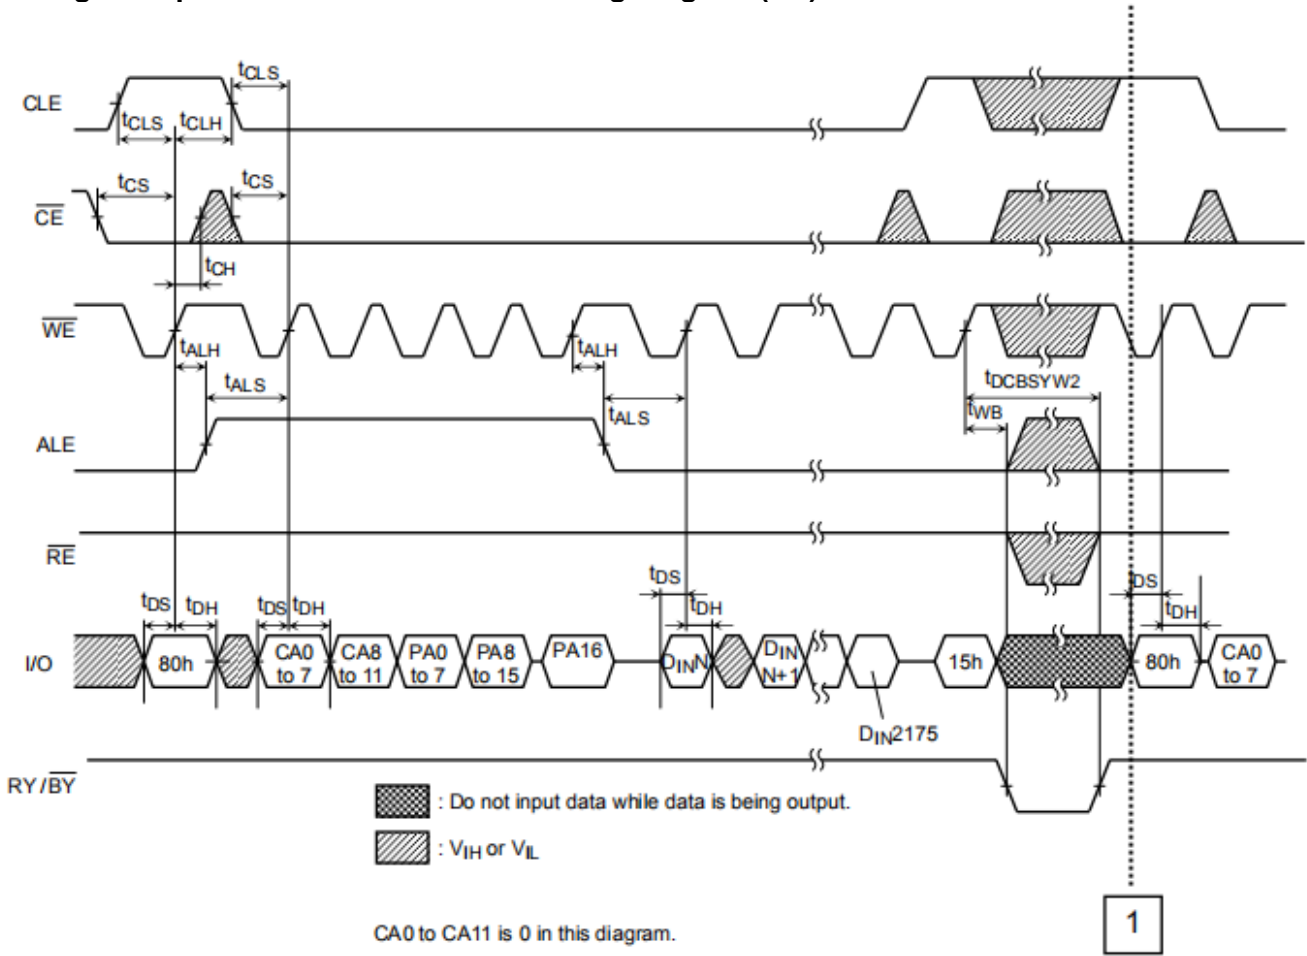 tCLS
CLE
tCLS tCLH
tCS tCS
CE
tCH
WE
tALH tALH
tALS tALS
tDCBSYW2
tWB
ALE
RE
tDS tDH tDS tDH tDS tDH tDS tDH
I/O
80h
CA0 to 7
CA8 to 11
PA0 to 7
PA8 to 15
PA16
DINN
DIN N+1
15h
80h
CA0 to 7
DIN2175
RY/BY
: Do not input data while data is being output.
: VIH or VIL
CA0 to CA11 is 0 in this diagram.
1